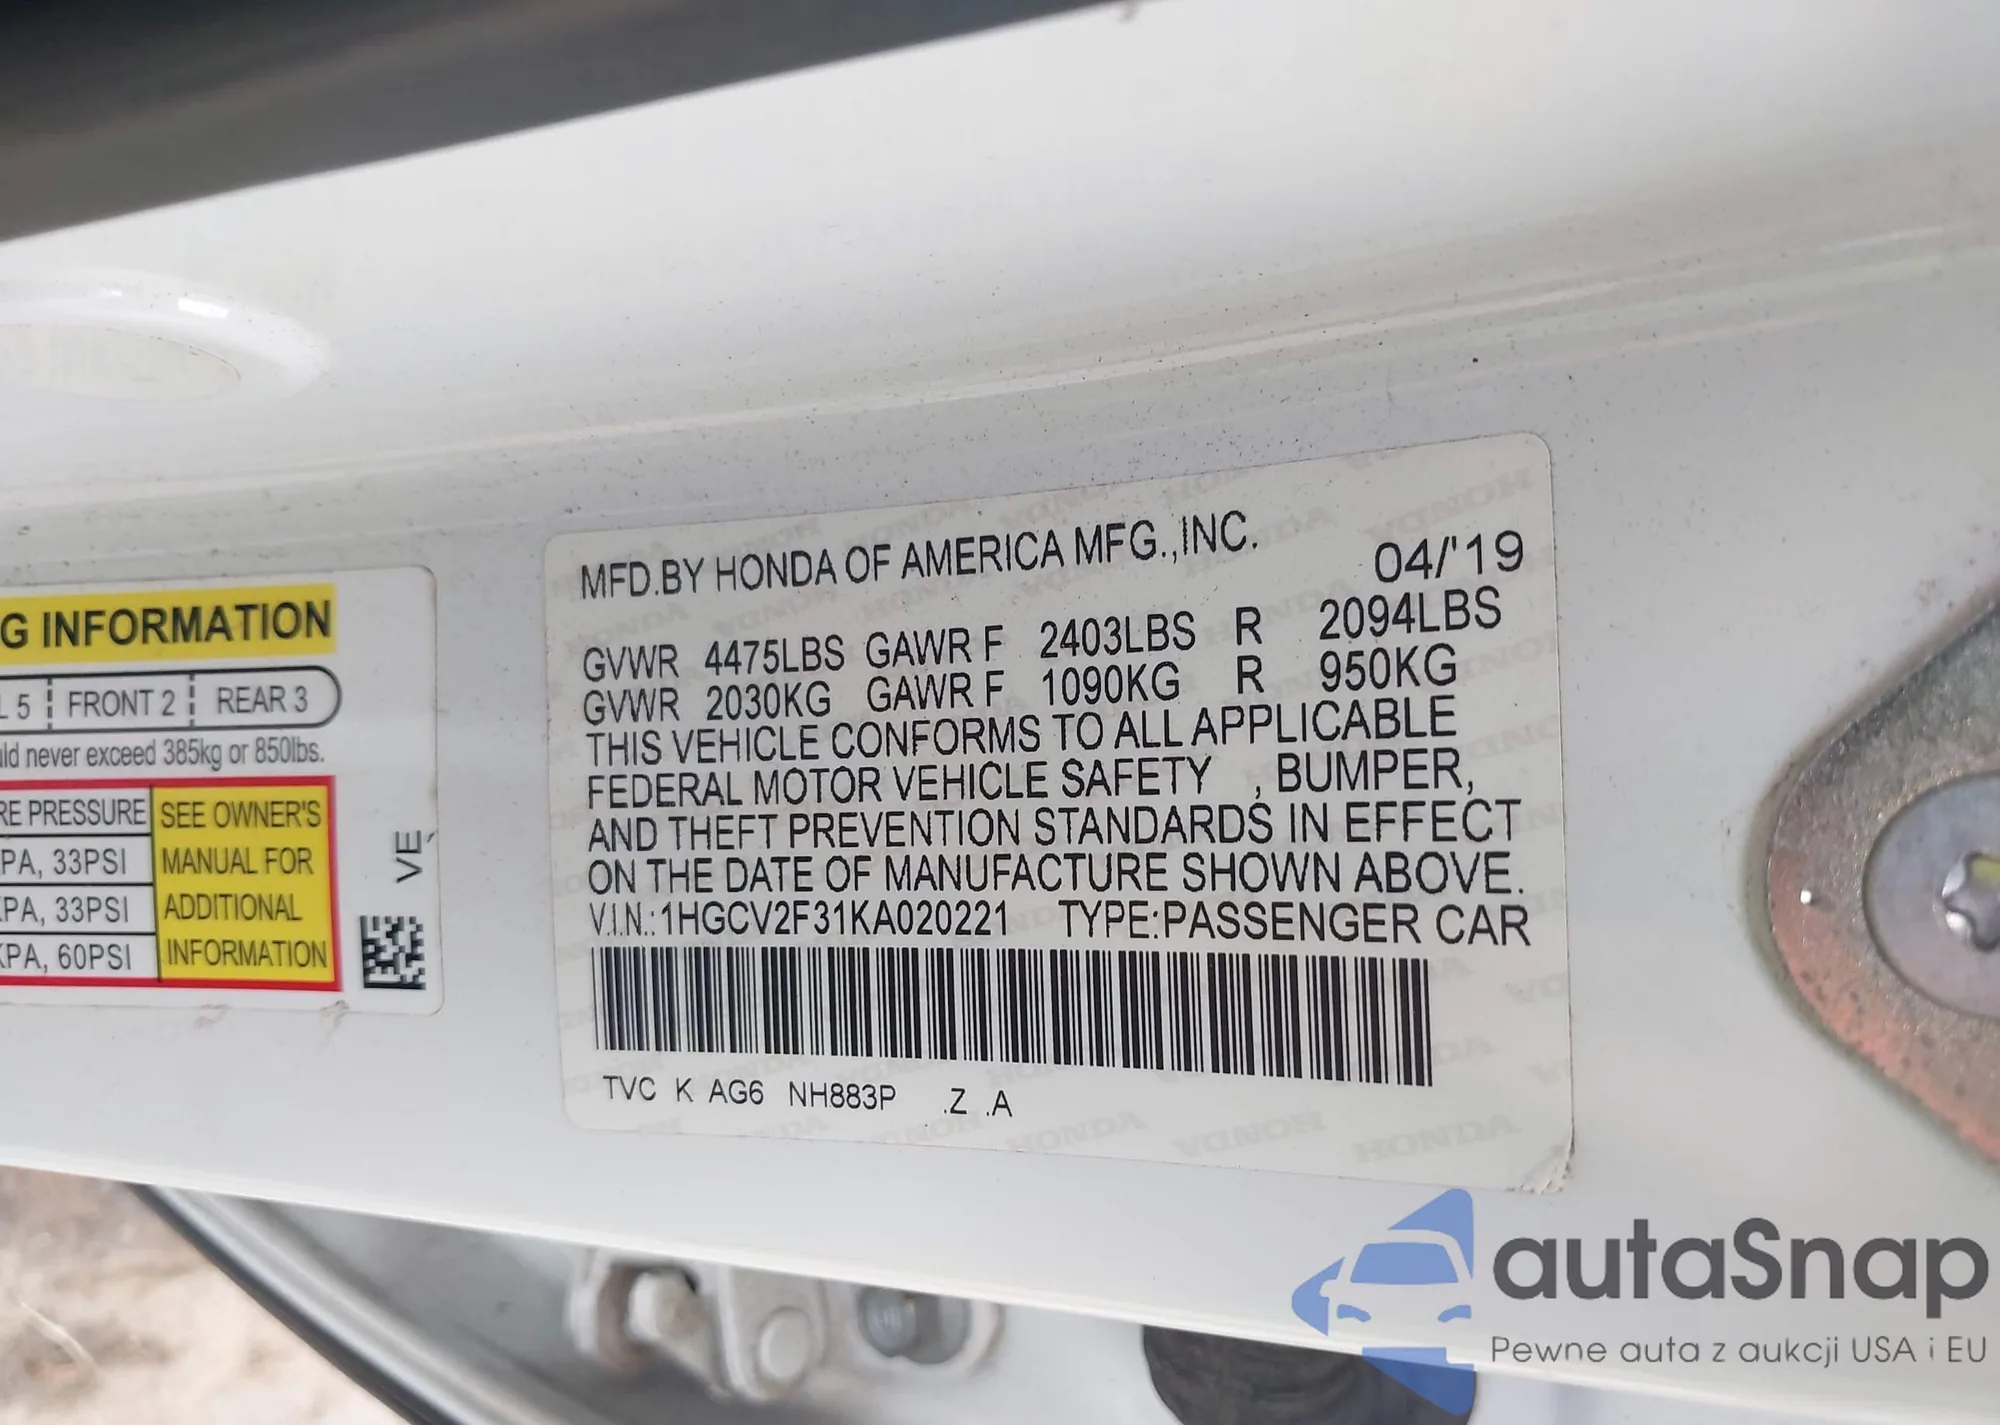 G INFORMATION
L 5 FRONT 2 REAR 3
never exceed 385kg or 850lbs.
RE PRESSURE
PA, 33PSI
PA, 33PSI
PA, 60PSI
SEE OWNER'S
MANUAL FOR
ADDITIONAL
INFORMATION
VE
MFD.BY HONDA OF AMERICA MFG.,INC. 04/'19
GVWR 4475LBS GAWR F 2403LBS R 2094LBS
GVWR 2030KG GAWR F 1090KG R 950KG
THIS VEHICLE CONFORMS TO ALL APPLICABLE
FEDERAL MOTOR VEHICLE SAFETY , BUMPER,
AND THEFT PREVENTION STANDARDS IN EFFECT
ON THE DATE OF MANUFACTURE SHOWN ABOVE.
V.I.N.:1HGCV2F31KA020221 TYPE:PASSENGER CAR
TVC K AG6 NH883P .Z .A
autaSnap
Pewne auta z aukcji USA i EU